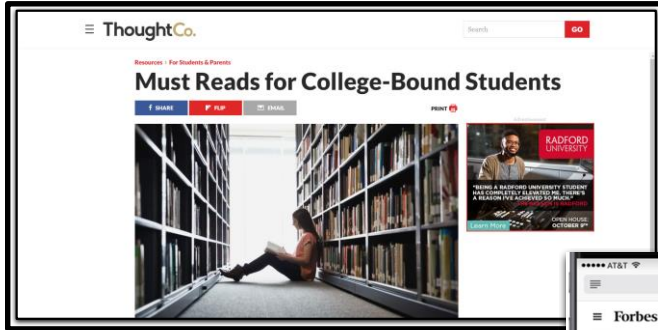 ThoughtCo.
Search
GO
Resources › For Students & Parents
Must Reads for College-Bound Students
SHARE
FLIP
EMAIL
PRINT
Advertisement
RADFORD
UNIVERSITY
"BEING A RADFORD UNIVERSITY STUDENT
HAS COMPLETELY ELEVATED ME. THERE'S
A REASON I'VE ACHIEVED SO MUCH."
Learn More
OPEN HOUSE:
OCTOBER 9TH
AT&T
Forbes